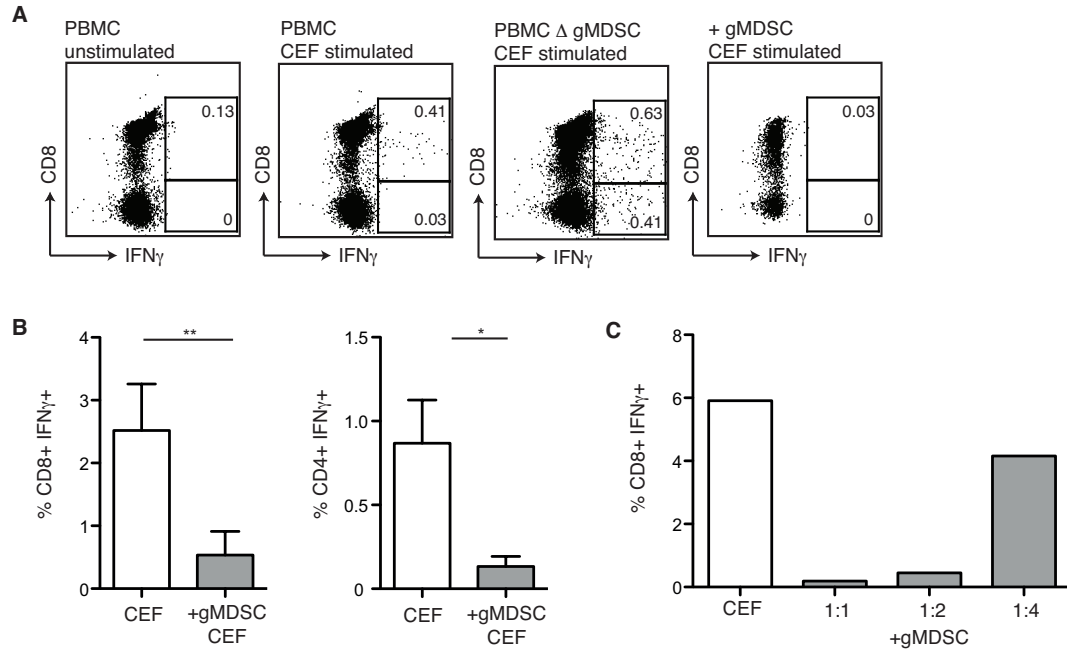 A
PBMC
unstimulated
PBMC
CEF stimulated
PBMC Δ gMDSC
CEF stimulated
+ gMDSC
CEF stimulated
0.13
0
CD8
IFNγ
0.41
0.03
CD8
IFNγ
0.63
0.41
CD8
IFNγ
0.03
0
CD8
IFNγ
B
% CD8+ IFNγ+
4
3
2
1
0
**
CEF
+gMDSC
CEF
% CD4+ IFNγ+
1.5
1.0
0.5
0
*
CEF
+gMDSC
CEF
C
% CD8+ IFNγ+
8
6
4
2
0
CEF
1:1
1:2
1:4
+gMDSC